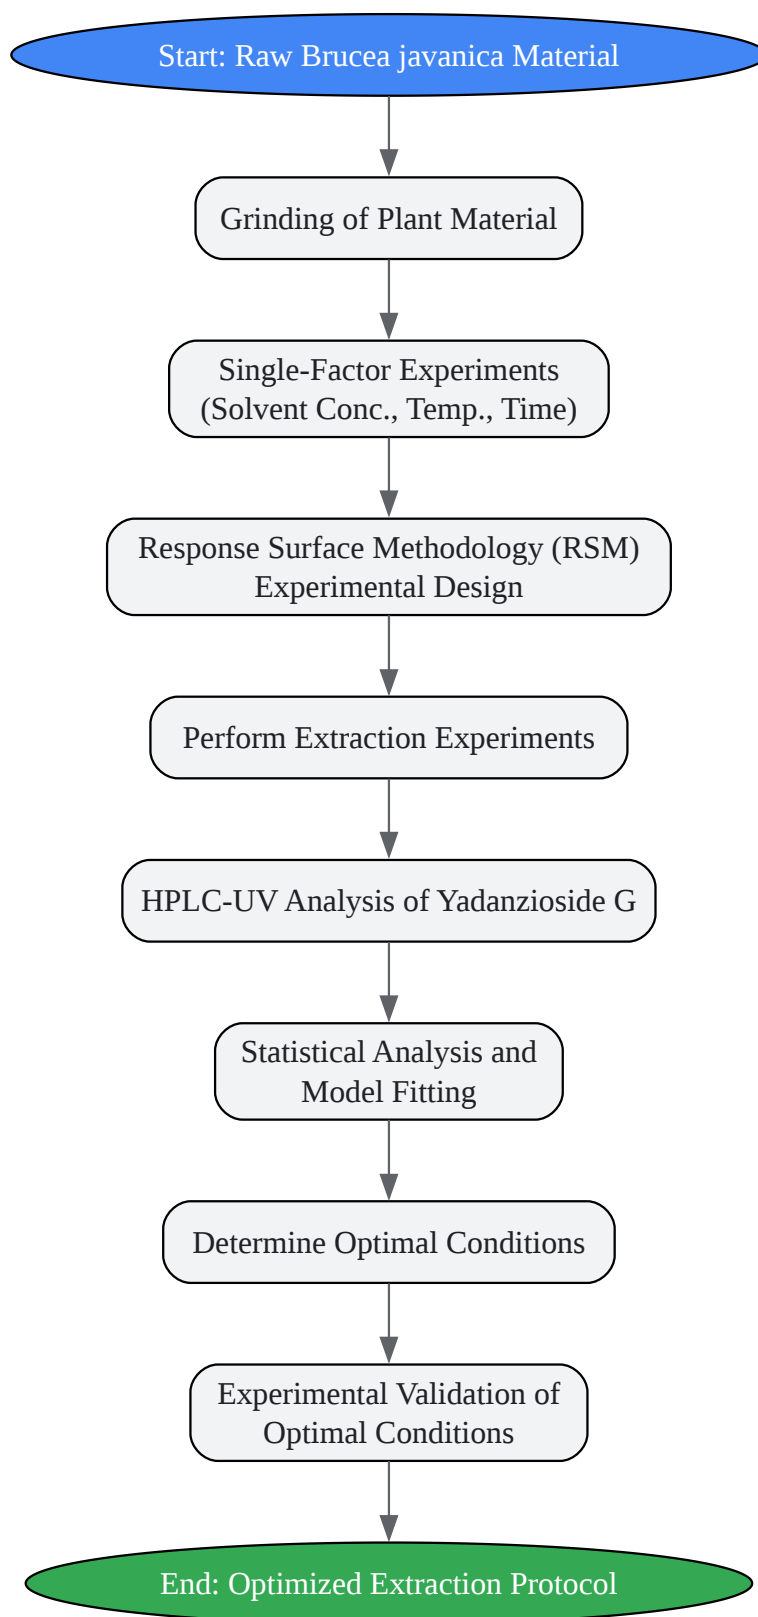 Start: Raw Brucea javanica Material
Grinding of Plant Material
Single-Factor Experiments
(Solvent Conc., Temp., Time)
Response Surface Methodology (RSM)
Experimental Design
Perform Extraction Experiments
HPLC-UV Analysis of Yadanzioside G
Statistical Analysis and
Model Fitting
Determine Optimal Conditions
Experimental Validation of
Optimal Conditions
End: Optimized Extraction Protocol